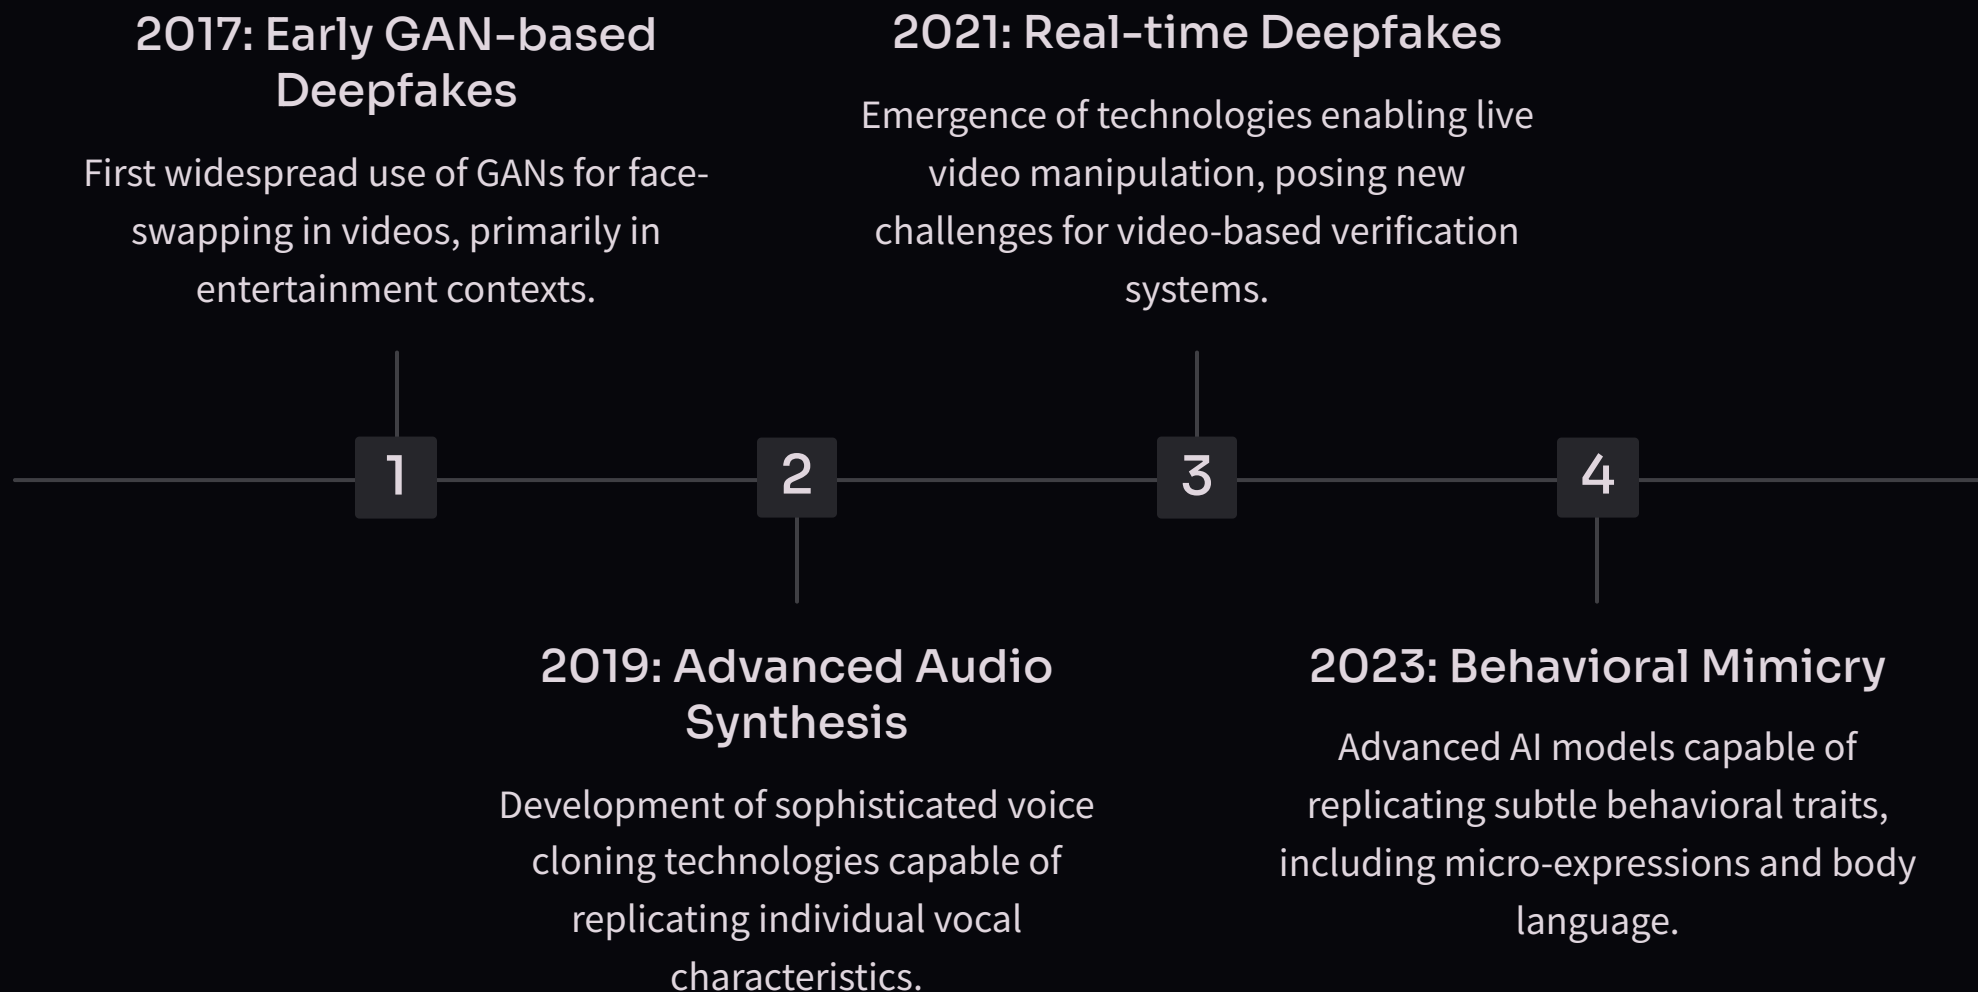 2017: Early GAN-based
Deepfakes
First widespread use of GANs for face-
swapping in videos, primarily in
entertainment contexts.
2021: Real-time Deepfakes
Emergence of technologies enabling live
video manipulation, posing new
challenges for video-based verification
systems.
1
2
3
4
2019: Advanced Audio
Synthesis
Development of sophisticated voice
cloning technologies capable of
replicating individual vocal
characteristics.
2023: Behavioral Mimicry
Advanced AI models capable of
replicating subtle behavioral traits,
including micro-expressions and body
language.